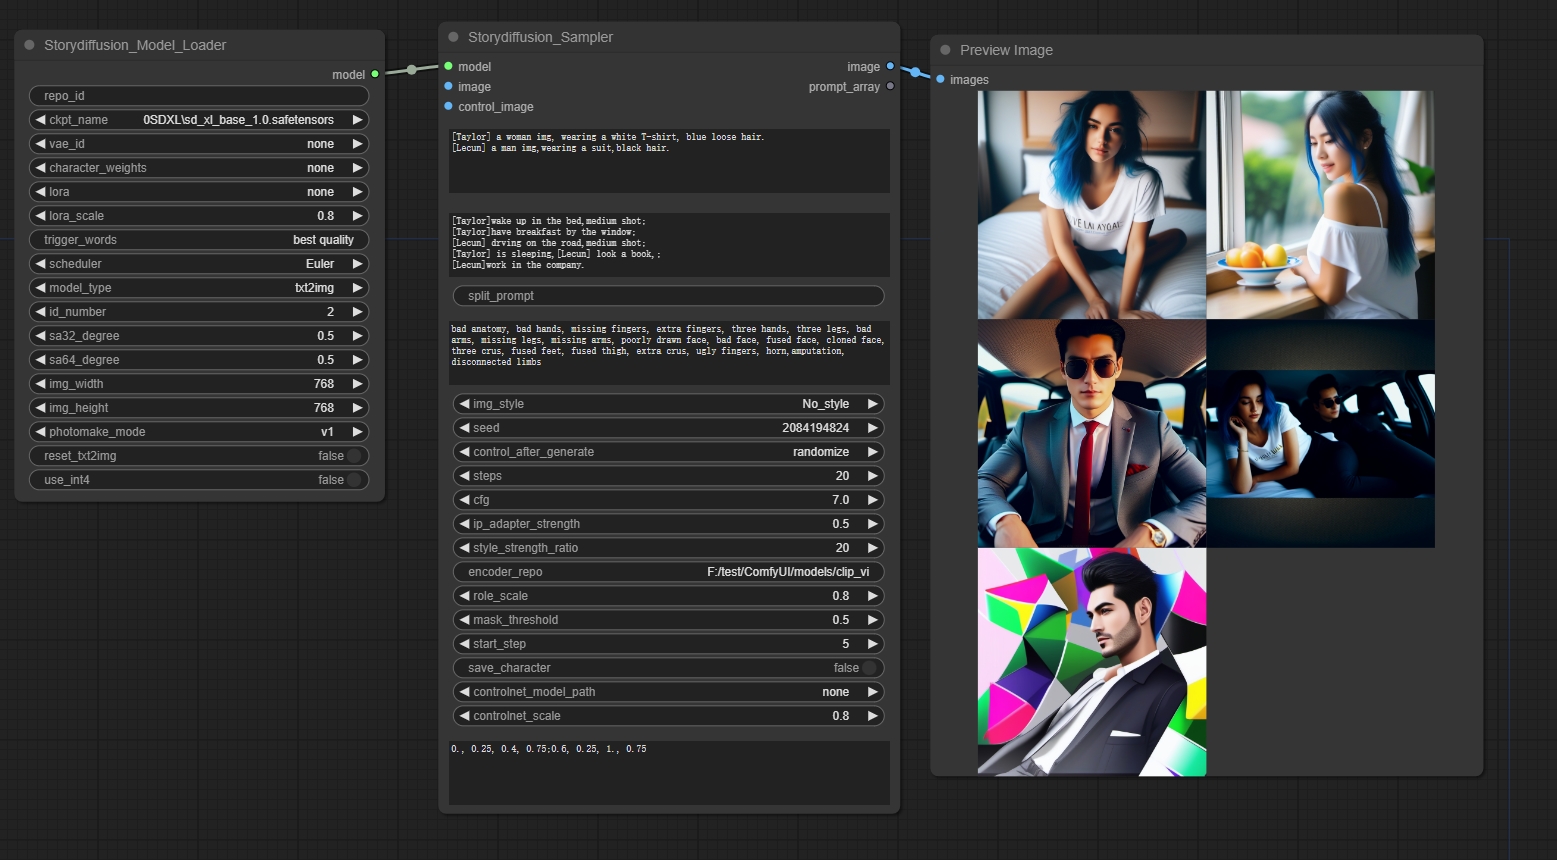 Storydiffusion_Model_Loader
model
repo_id
ckpt_name 0SDXL\sd_xl_base_1.0.safetensors
vae_id none
character_weights none
lora none
lora_scale 0.8
trigger_words best quality
scheduler Euler
model_type txt2img
id_number 2
sa32_degree 0.5
sa64_degree 0.5
img_width 768
img_height 768
photomake_mode v1
reset_txt2img false
use_int4 false
Storydiffusion_Sampler
model image
image prompt_array
control_image
[Taylor] a woman img, wearing a white T-shirt, blue loose hair.
[Lecun] a man img,wearing a suit,black hair.
[Taylor]wake up in the bed,medium shot;
[Taylor]have breakfast by the window;
[Lecun] drving on the road,medium shot;
[Taylor] is sleeping,[Lecun] look a book,;
[Lecun]work in the company.
split_prompt
bad anatomy, bad hands, missing fingers, extra fingers, three hands, three legs, bad
arms, missing legs, missing arms, poorly drawn face, bad face, fused face, cloned face,
three crus, fused feet, fused thigh, extra crus, ugly fingers, horn,amputation,
disconnected limbs
img_style No_style
seed 2084194824
control_after_generate randomize
steps 20
cfg 7.0
ip_adapter_strength 0.5
style_strength_ratio 20
encoder_repo F:/test/ComfyUI/models/clip_vi
role_scale 0.8
mask_threshold 0.5
start_step 5
save_character false
controlnet_model_path none
controlnet_scale 0.8
0., 0.25, 0.4, 0.75;0.6, 0.25, 1., 0.75
Preview Image
images